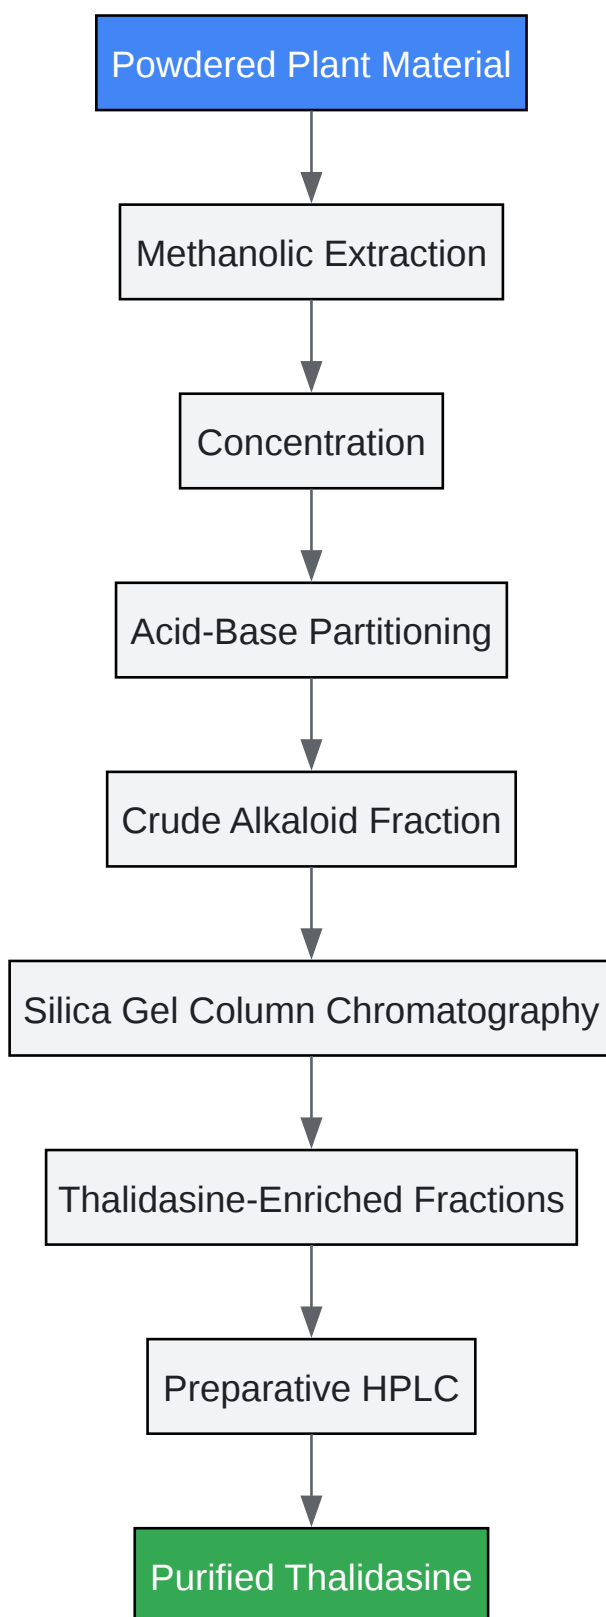 Powdered Plant Material
Methanolic Extraction
Concentration
Acid-Base Partitioning
Crude Alkaloid Fraction
Silica Gel Column Chromatography
Thalidasine-Enriched Fractions
Preparative HPLC
Purified Thalidasine